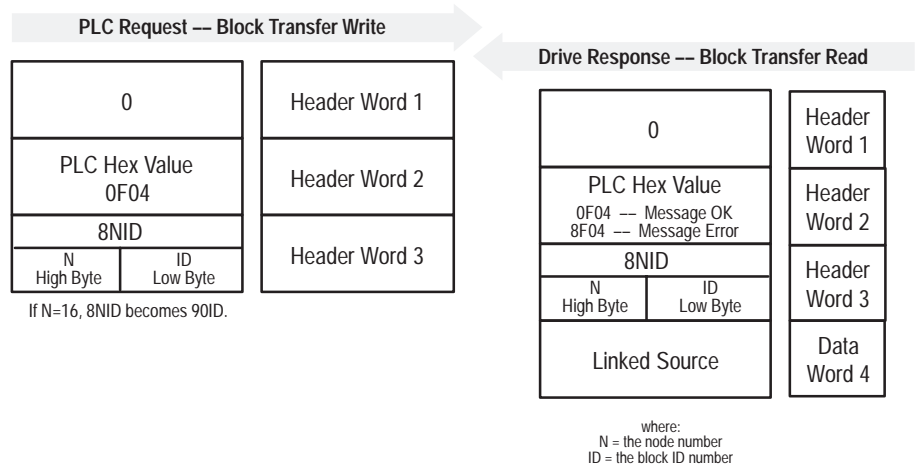 PLC Request –– Block Transfer Write
0
Header Word 1
PLC Hex Value
0F04
Header Word 2
8NID
N
High Byte
ID
Low Byte
Header Word 3
If N=16, 8NID becomes 90ID.
Drive Response –– Block Transfer Read
0
Header
Word 1
PLC Hex Value
0F04 –– Message OK
8F04 –– Message Error
Header
Word 2
8NID
N
High Byte
ID
Low Byte
Header
Word 3
Linked Source
Data
Word 4
where:
N = the node number
ID = the block ID number